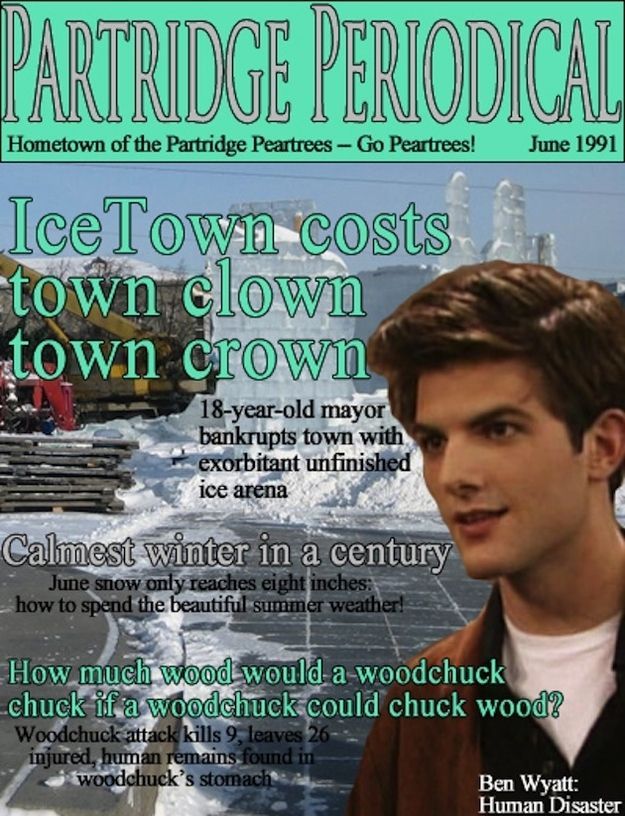 PARTRIDGE PERIODICAL
Hometown of the Partridge Peartrees – Go Peartrees! June 1991
IceTown costs
town clown
town crown
18-year-old mayor
bankrupts town with
exorbitant unfinished
ice arena
Calmest winter in a century
June snow only reaches eight inches:
how to spend the beautiful summer weather!
How much wood would a woodchuck
chuck if a woodchuck could chuck wood?
Woodchuck attack kills 9, leaves 26
injured, human remains found in
woodchuck's stomach
Ben Wyatt:
Human Disaster